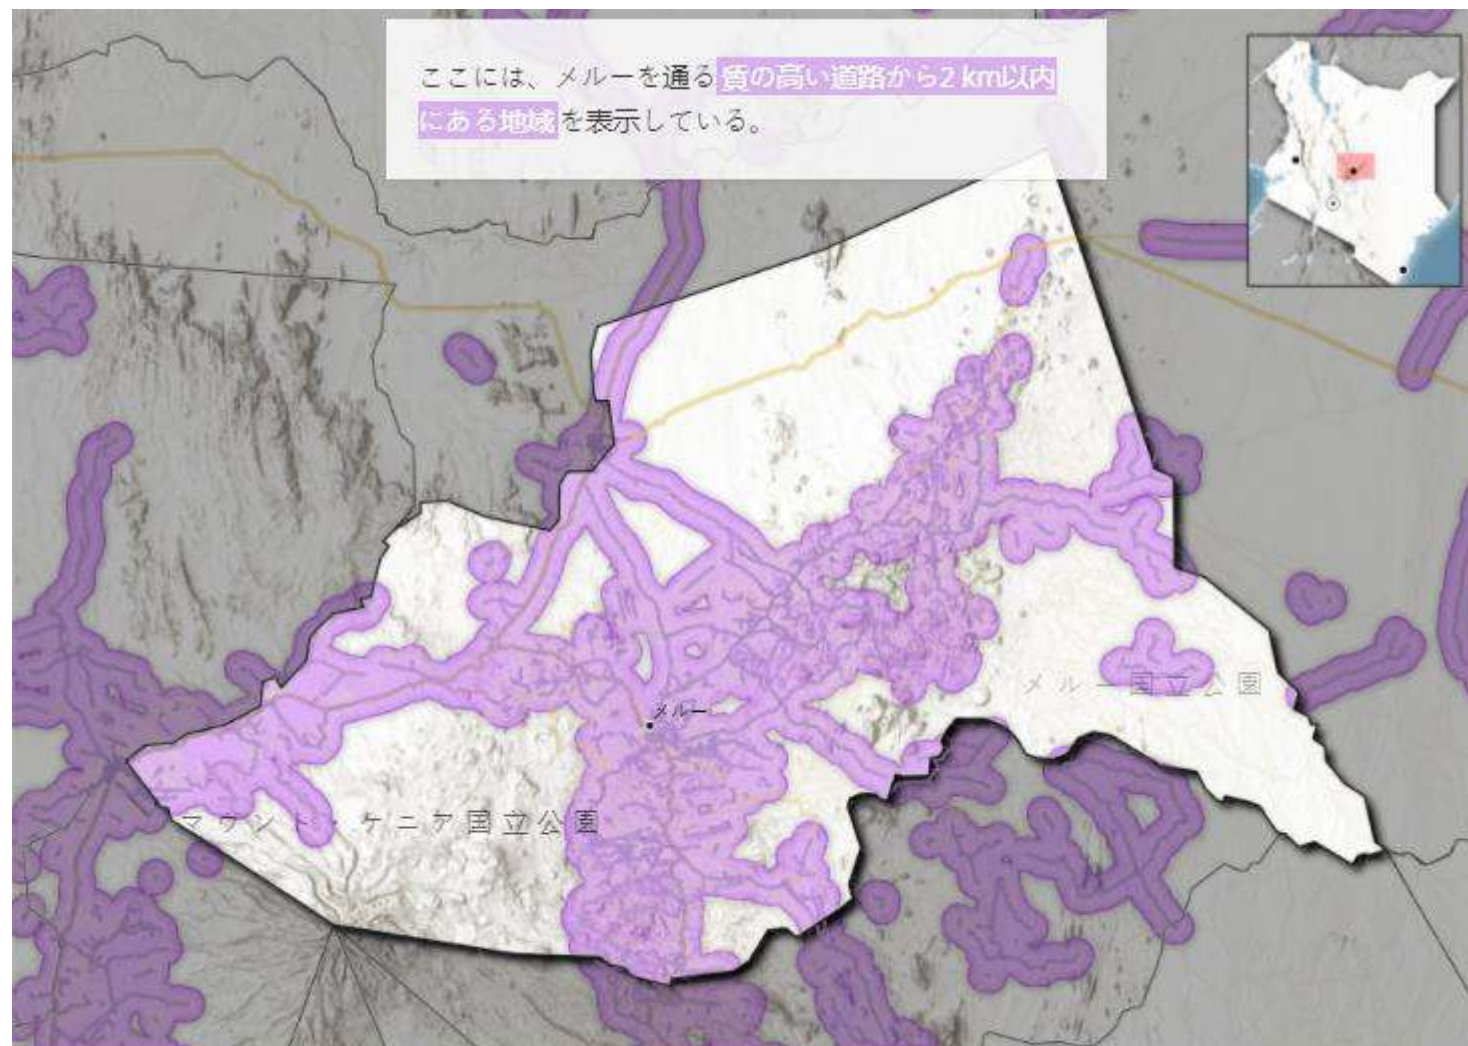 ここには、メルーを通る質の高い道路から2 km以内
にある地域を表示している。
メルー国立公園
メルー
マウント・ケニア国立公園